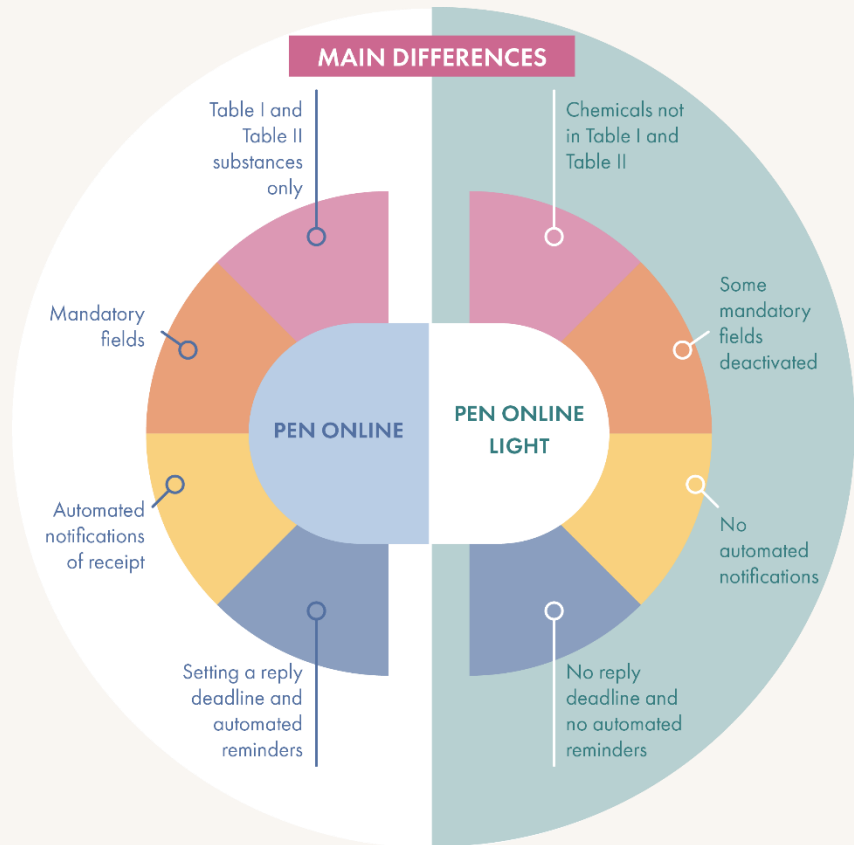 MAIN DIFFERENCES
Table I and
Table II
substances
only
Mandatory
fields
Automated
notifications
of receipt
Setting a reply
deadline and
automated
reminders
PEN ONLINE
PEN ONLINE
LIGHT
Chemicals not
in Table I and
Table II
Some
mandatory
fields
deactivated
No
automated
notifications
No reply
deadline and
no automated
reminders